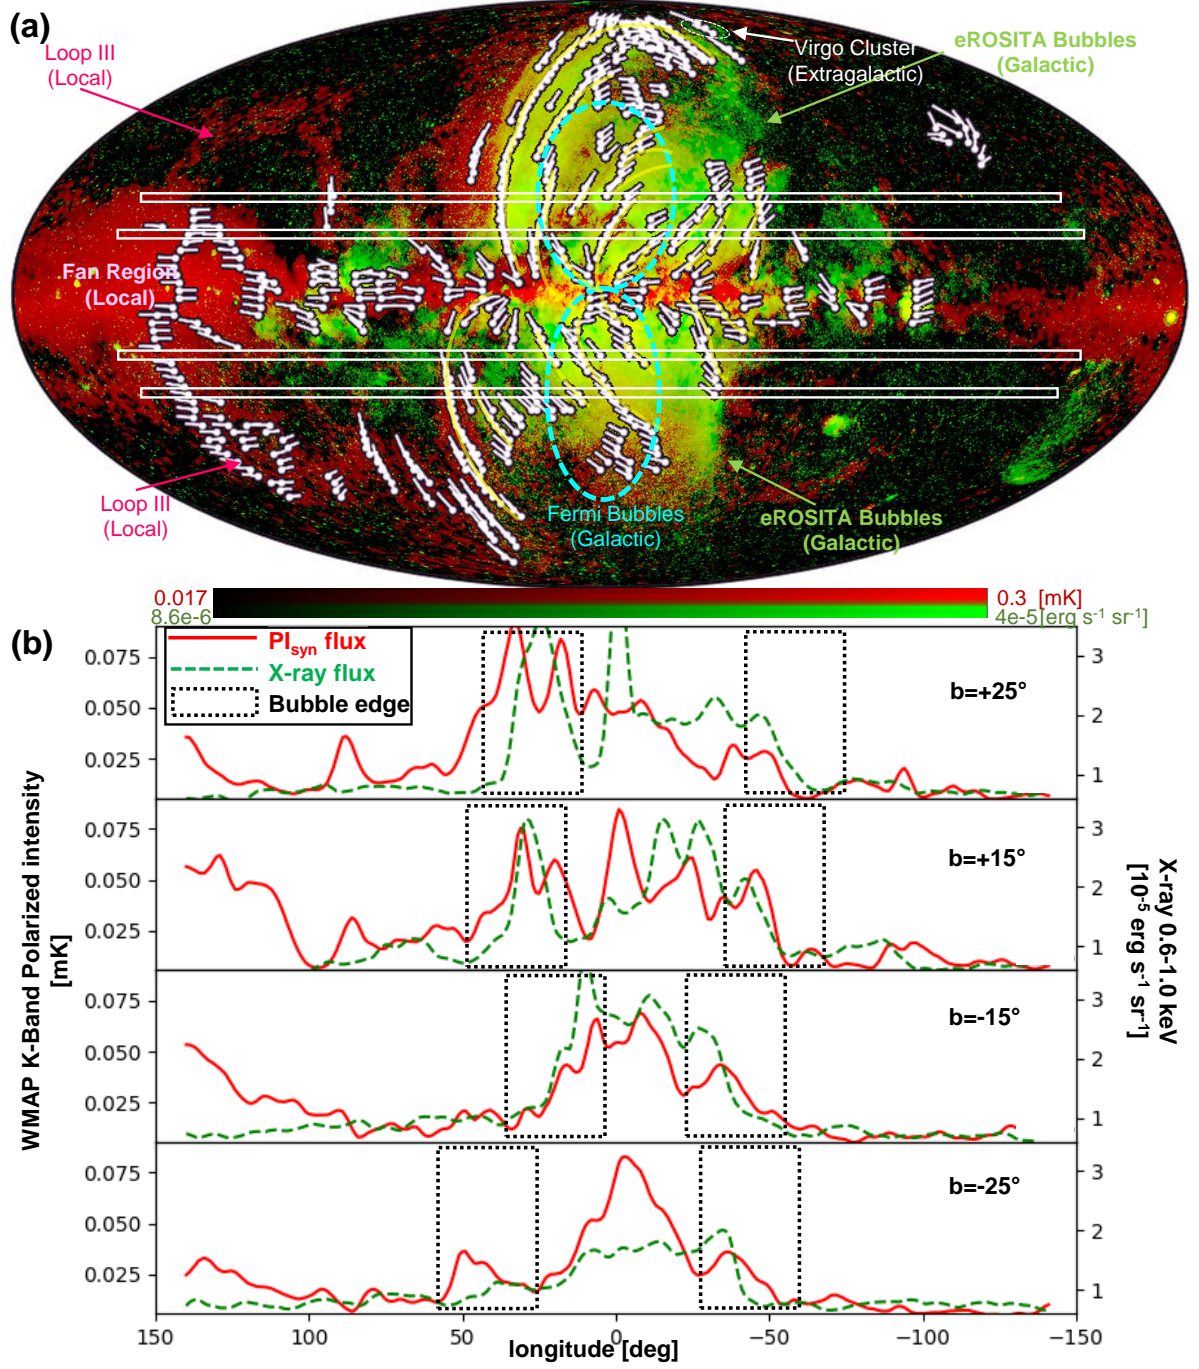 (a)
Loop III
(Local)
Virgo Cluster
(Extragalactic)
eROSITA Bubbles
(Galactic)
Fan Region
(Local)
Loop III
(Local)
Fermi Bubbles
(Galactic)
eROSITA Bubbles
(Galactic)
0.017
0.3 [mK]
8.6e-6
4e-5[erg s⁻¹ sr⁻¹]
(b)
PIsyn flux
X-ray flux
Bubble edge
b=+25°
0.075
0.050
0.025
3
2
1
b=+15°
0.075
0.050
0.025
3
2
1
b=-15°
0.075
0.050
0.025
3
2
1
b=-25°
0.075
0.050
0.025
3
2
1
WMAP K-Band Polarized intensity
[mK]
X-ray 0.6-1.0 keV
[10⁻⁵ erg s⁻¹ sr⁻¹]
150 100 50 0 −50 −100 −150
longitude [deg]